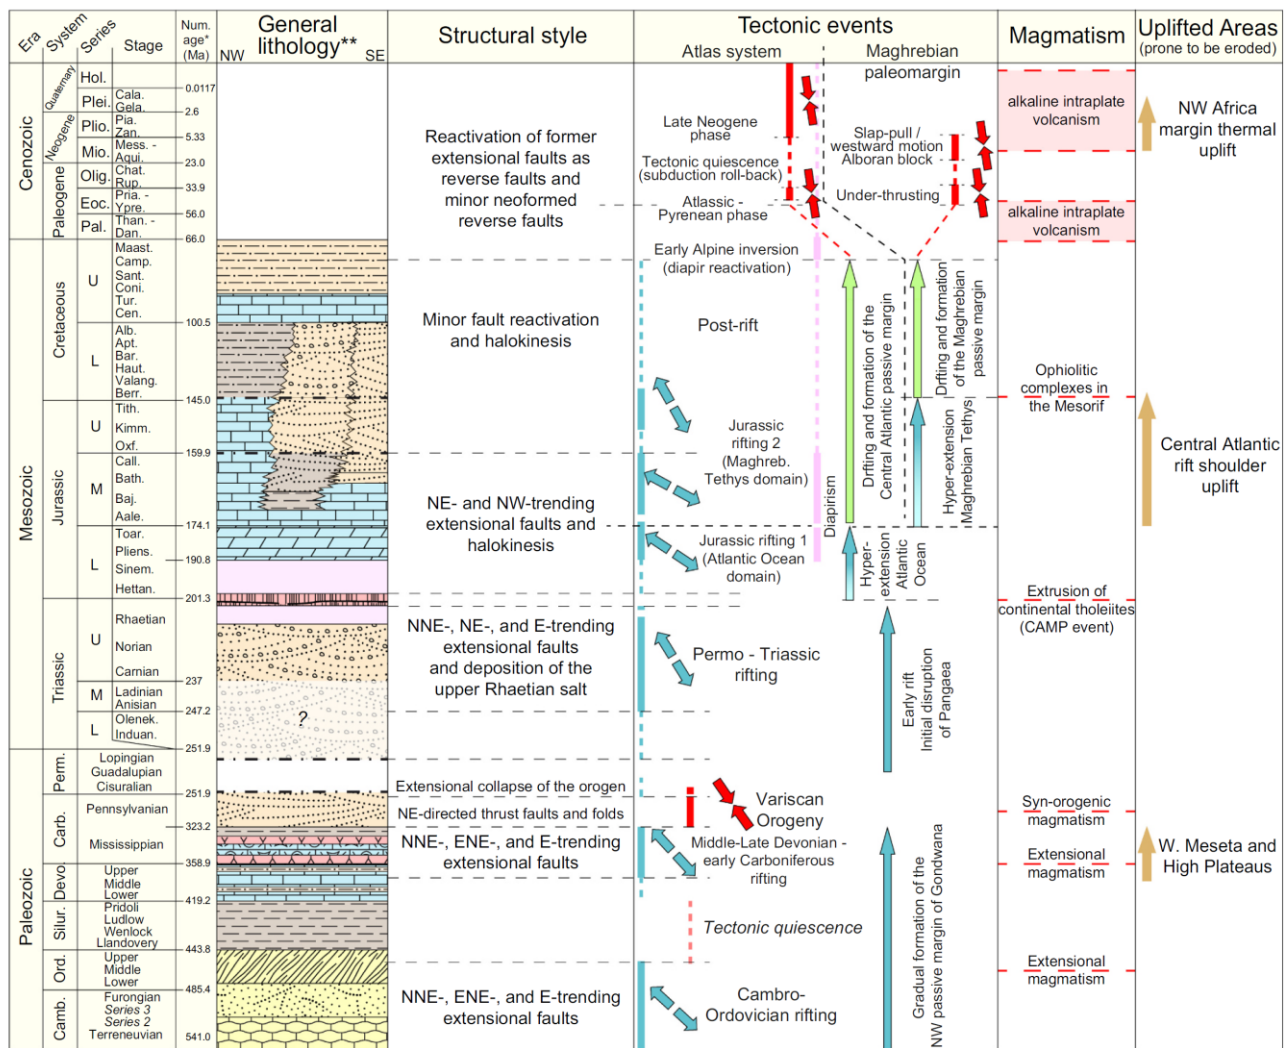 Era
System
Series
Stage
Num.
age*
(Ma)
General
lithology**
NW
SE
Structural style
Tectonic events
Atlas system
Maghrebian
paleomargin
Magmatism
Uplifted Areas
(prone to be eroded)
Cenozoic
Quaternary
Hol.
0.0117
Plei.
Cala.
Gela.
2.6
Neogene
Plio.
Pia.
Zan.
5.33
Mio.
Mess. -
Aqui.
23.0
Paleogene
Olig.
Chat.
Rup.
33.9
Eoc.
Pria. -
Ypre.
56.0
Pal.
Than. -
Dan.
66.0
Mesozoic
Cretaceous
U
Maast.
Camp.
Sant.
Coni.
Tur.
Cen.
100.5
L
Alb.
Apt.
Bar.
Haut.
Valang.
Berr.
145.0
Jurassic
U
Tith.
Kimm.
Oxf.
159.9
M
Call.
Bath.
Baj.
Aale.
174.1
L
Toar.
Pliens.
Sinem.
190.8
Hettan.
201.3
Triassic
U
Rhaetian
Norian
Carnian
237
M
Ladinian
Anisian
247.2
L
Olenek.
Induan.
251.9
?
Paleozoic
Perm.
Lopingian
Guadalupian
Cisuralian
251.9
Carb.
Pennsylvanian
323.2
Mississippian
358.9
Devo.
Upper
Middle
Lower
419.2
Silur.
Pridoli
Ludlow
Wenlock
Llandovery
443.8
Ord.
Upper
Middle
Lower
485.4
Camb.
Furongian
Series 3
Series 2
Terreneuvian
541.0
Reactivation of former
extensional faults as
reverse faults and
minor neoformed
reverse faults
Minor fault reactivation
and halokinesis
NE- and NW-trending
extensional faults and
halokinesis
NNE-, NE-, and E-trending
extensional faults
and deposition of the
upper Rhaetian salt
Extensional collapse of the orogen
NE-directed thrust faults and folds
NNE-, ENE-, and E-trending
extensional faults
NNE-, ENE-, and E-trending
extensional faults
Late Neogene
phase
Tectonic quiescence
(subduction roll-back)
Atlassic -
Pyrenean phase
Early Alpine inversion
(diapir reactivation)
Post-rift
Jurassic
rifting 2
(Maghreb.
Tethys domain)
Jurassic rifting 1
(Atlantic Ocean
domain)
Permo - Triassic
rifting
Variscan
Orogeny
Middle-Late Devonian -
early Carboniferous
rifting
Tectonic quiescence
Cambro-
Ordovician rifting
Diapirism
Slap-pull /
westward motion
Alboran block
Under-thrusting
Drfting and formation of the
Central Atlantic passive margin
Drfting and formation
of the Maghrebian
passive margin
Hyper-extension
Maghrebian Tethys
Hyper-
extension
Atlantic
Ocean
Early rift
Initial disruption
of Pangaea
Gradual formation of the
NW passive margin of Gondwana
alkaline intraplate
volcanism
alkaline intraplate
volcanism
Ophiolitic
complexes in
the Mesorif
Extrusion of
continental tholeiites
(CAMP event)
Syn-orogenic
magmatism
Extensional
magmatism
Extensional
magmatism
NW Africa
margin thermal
uplift
Central Atlantic
rift shoulder
uplift
W. Meseta and
High Plateaus